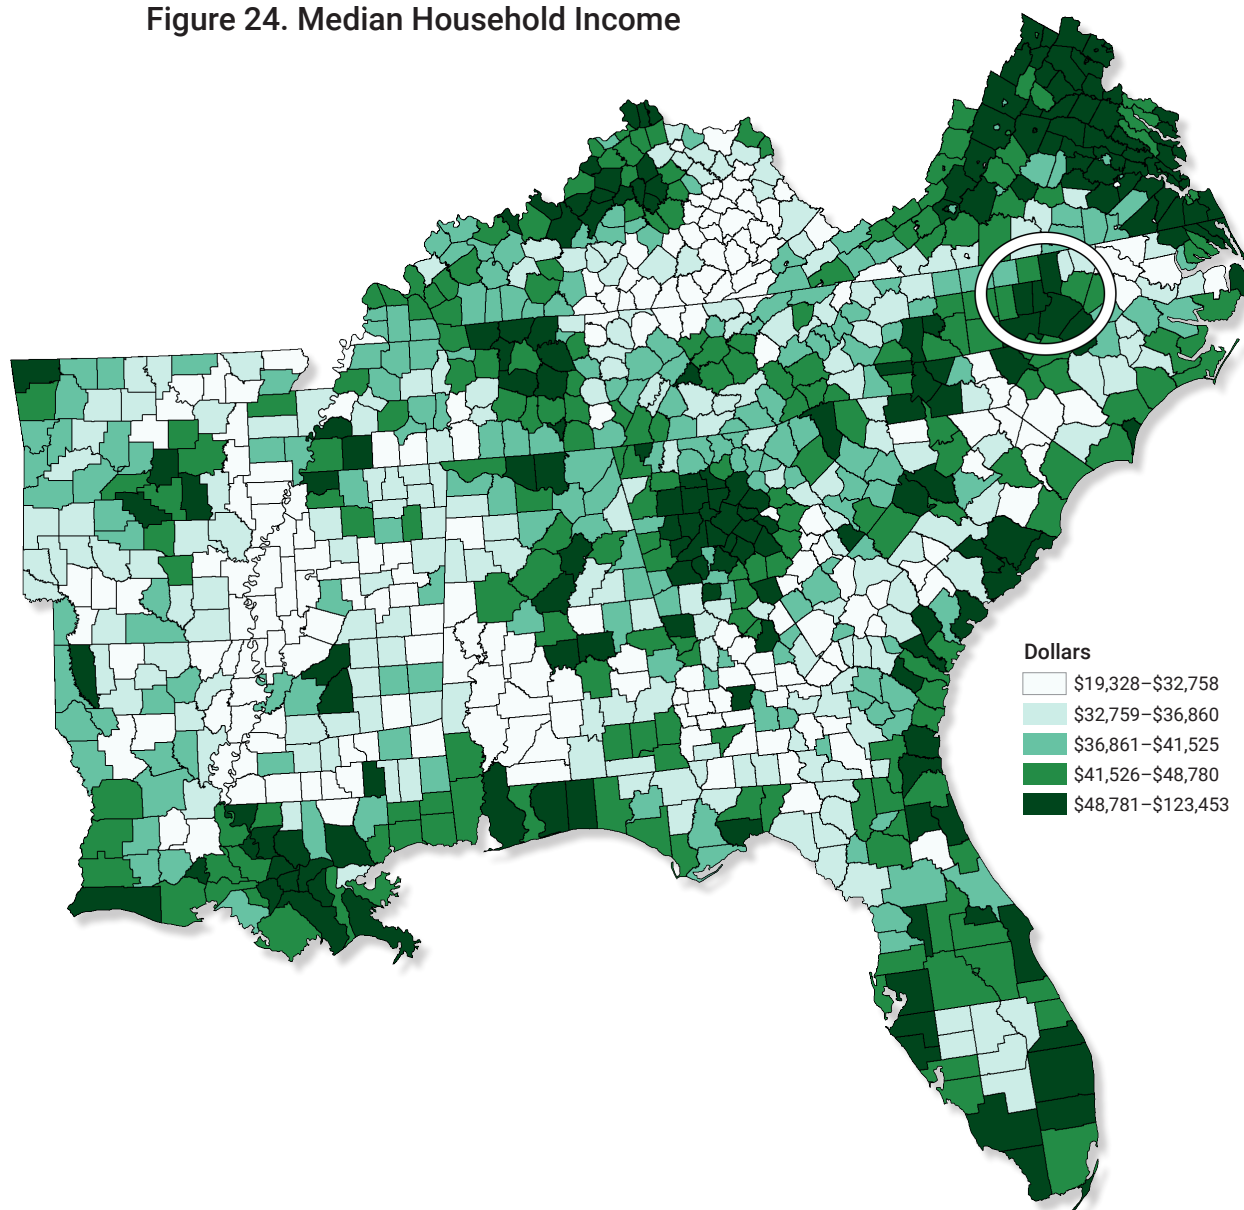 Figure 24. Median Household Income
Dollars
$19,328–$32,758
$32,759–$36,860
$36,861–$41,525
$41,526–$48,780
$48,781–$123,453